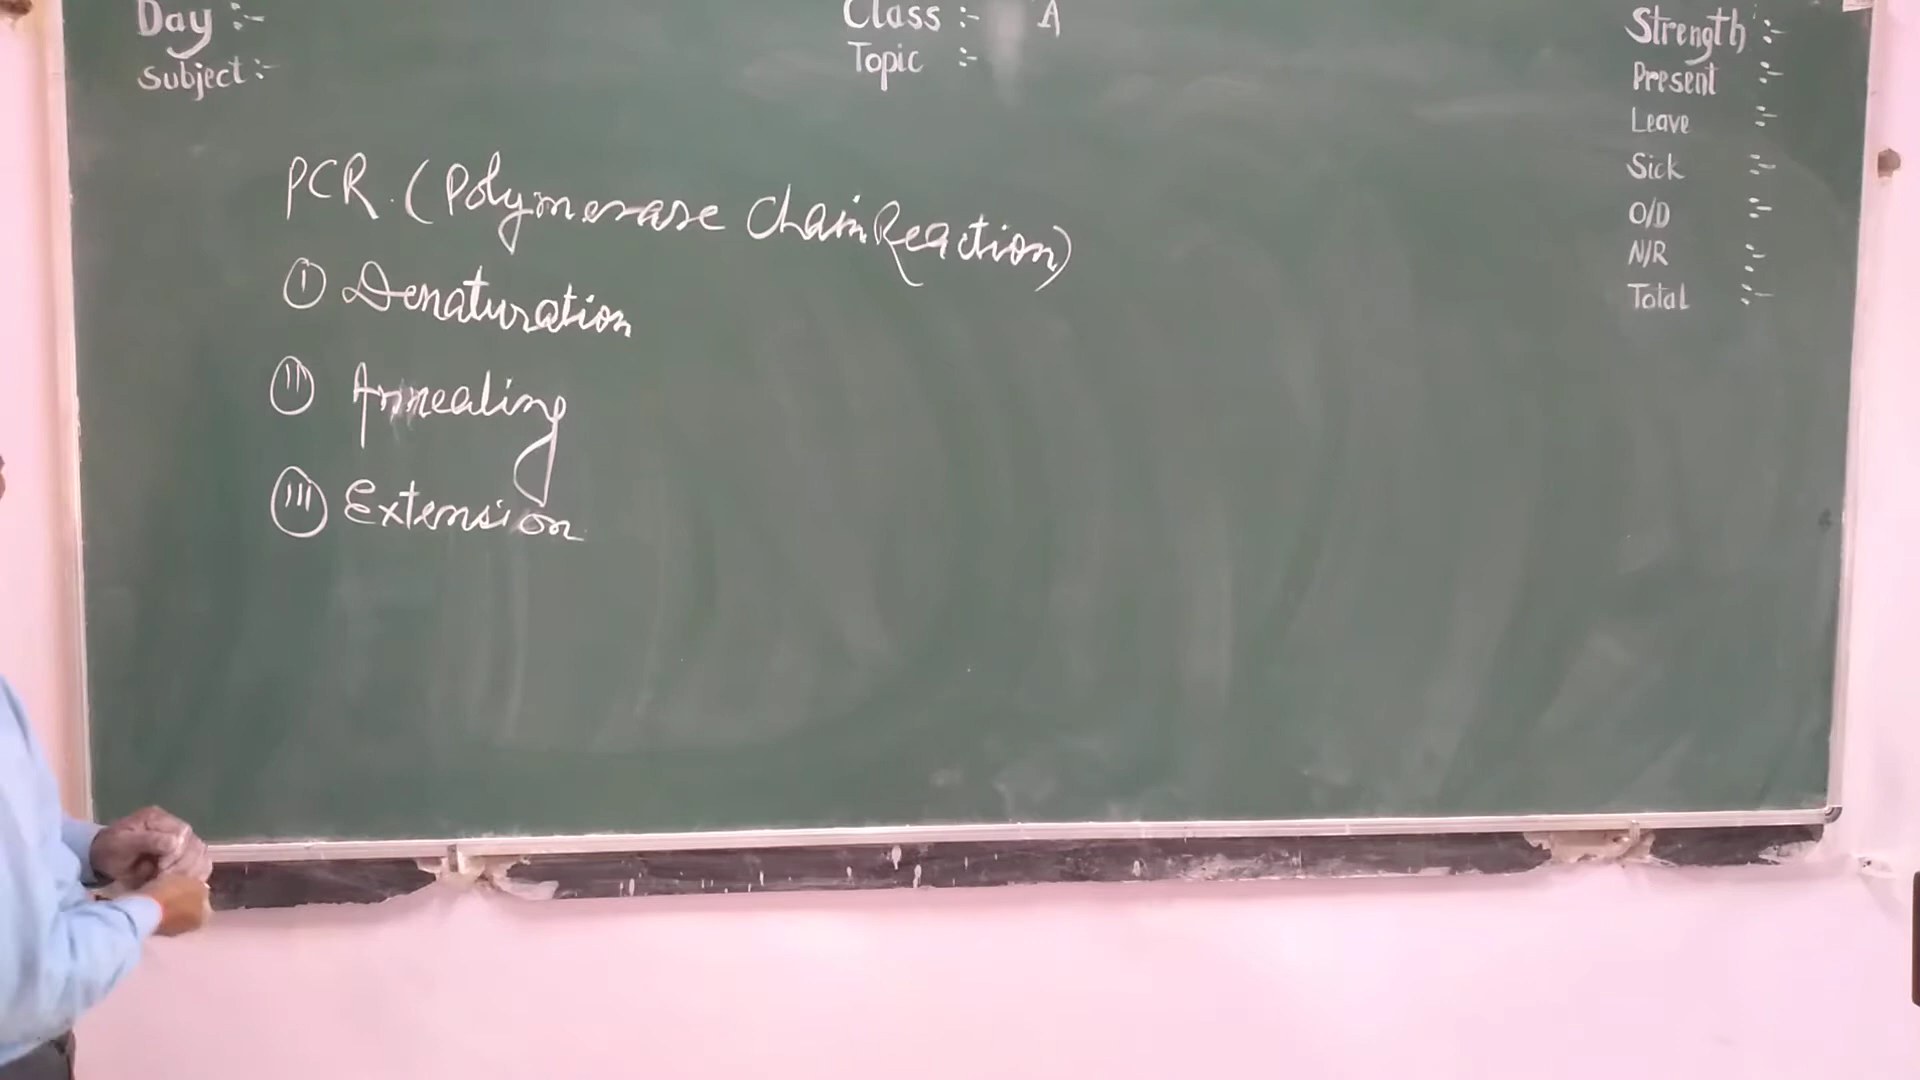 Day :-
Class :- A
Strength :-
Subject :-
Topic :-
Present :-
Leave :-
Sick :-
O/D :-
N/R :-
Total :-
PCR. (Polymerase Chain Reaction)
(I) Denaturation
(II) Annealing
(III) Extension